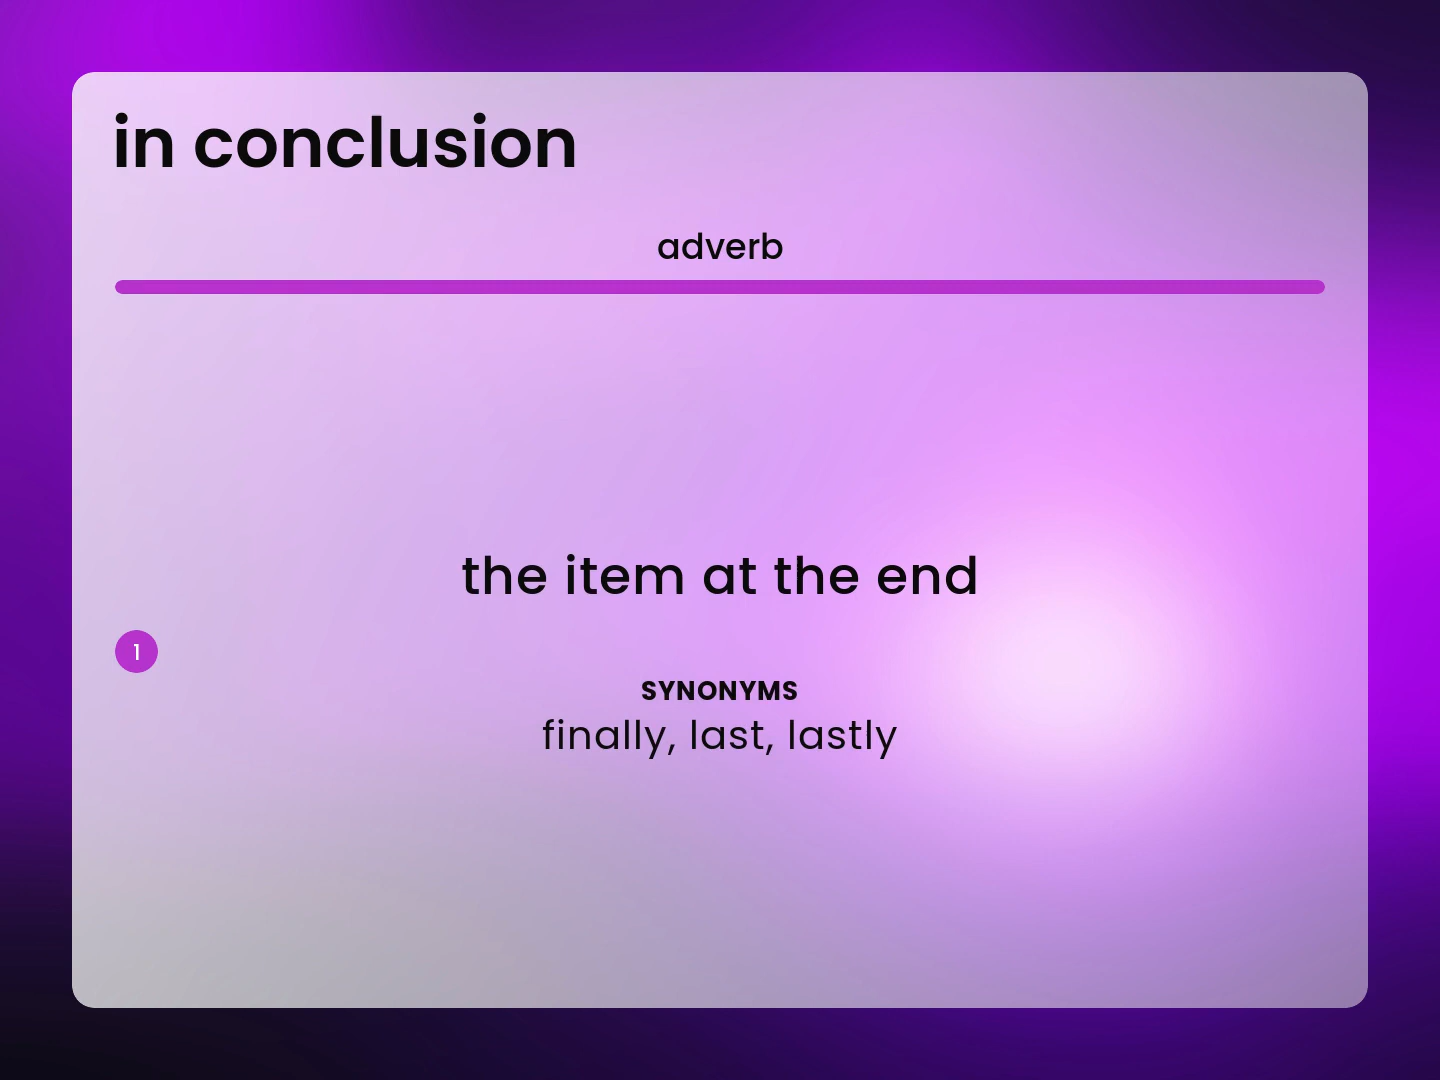 in conclusion
adverb
the item at the end
1
SYNONYMS
finally, last, lastly